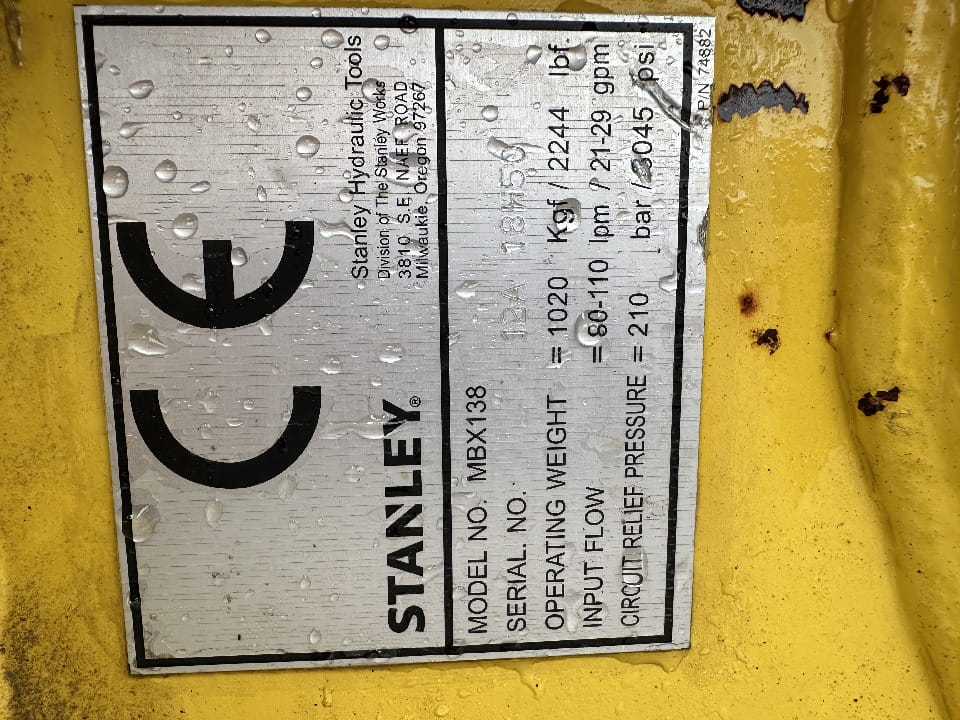 CE
Stanley Hydraulic Tools
Division of The Stanley Works
3810 S.E. NAEF ROAD
Milwaukie, Oregon 97267
STANLEY®
MODEL NO. MBX138
SERIAL. NO. 12A
OPERATING WEIGHT = 1020 Kgf / 2244 lbf.
INPUT FLOW = 80-110 lpm / 21-29 gpm
CIRCUIT RELIEF PRESSURE = 210 bar / 3045 psi
P/N 74882